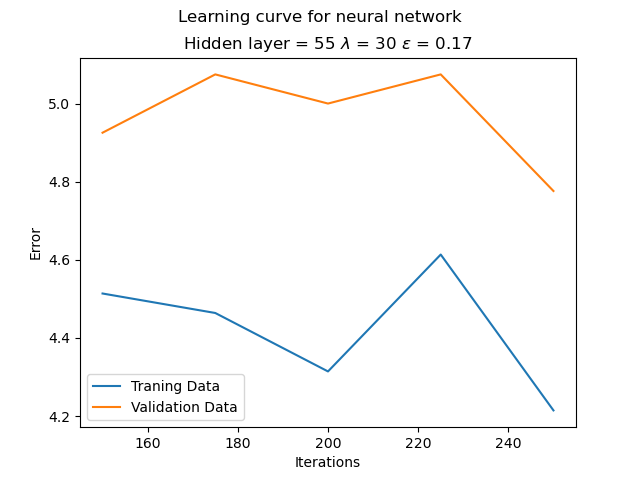 Learning curve for neural network
Hidden layer = 55 λ = 30 ε = 0.17
5.0
4.8
4.6
4.4
4.2
Error
Traning Data
Validation Data
160 180 200 220 240
Iterations